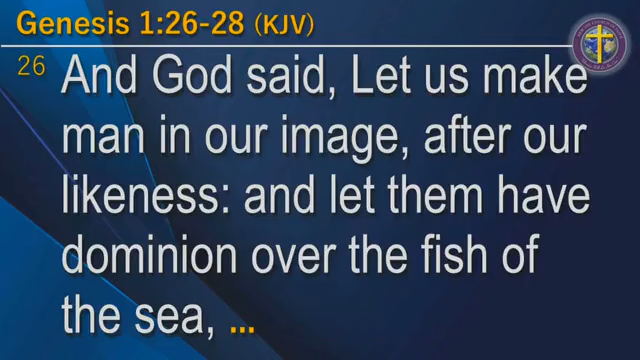 Genesis 1:26-28 (KJV)
26 And God said, Let us make
man in our image, after our
likeness: and let them have
dominion over the fish of
the sea, ...